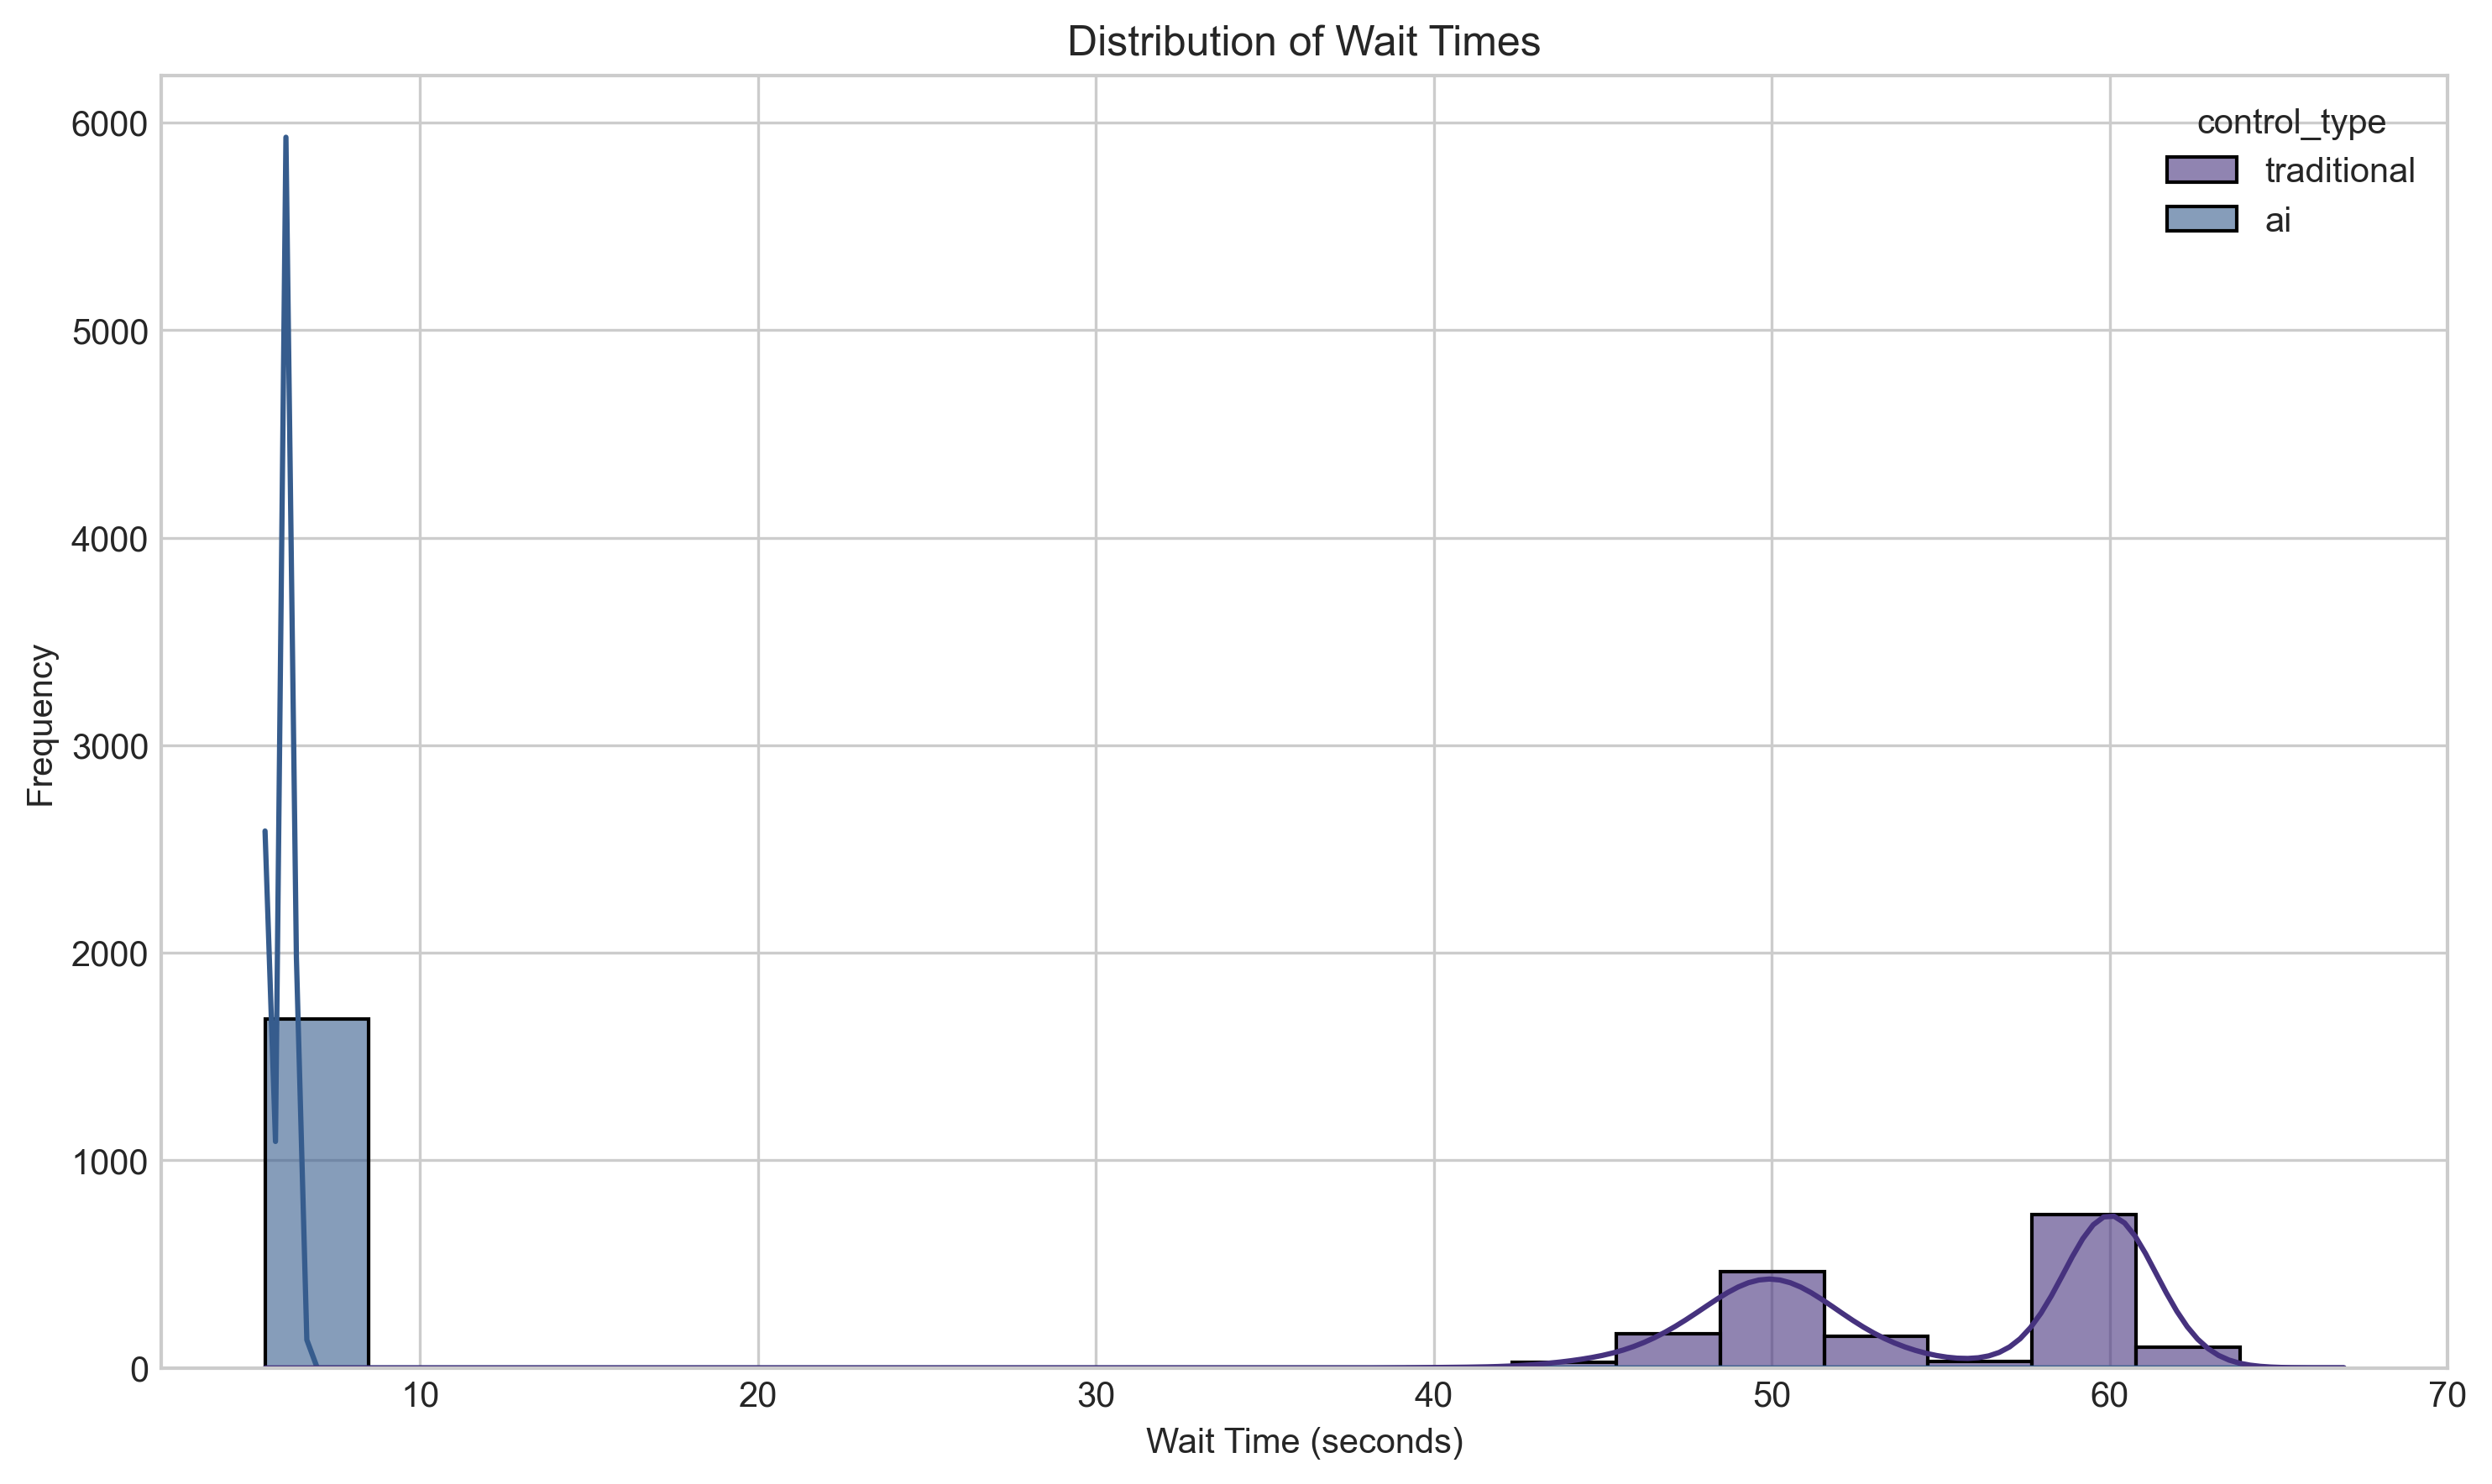 Distribution of Wait Times
control_type
traditional
ai
6000
5000
4000
3000
2000
1000
0
Frequency
10 20 30 40 50 60 70
Wait Time (seconds)